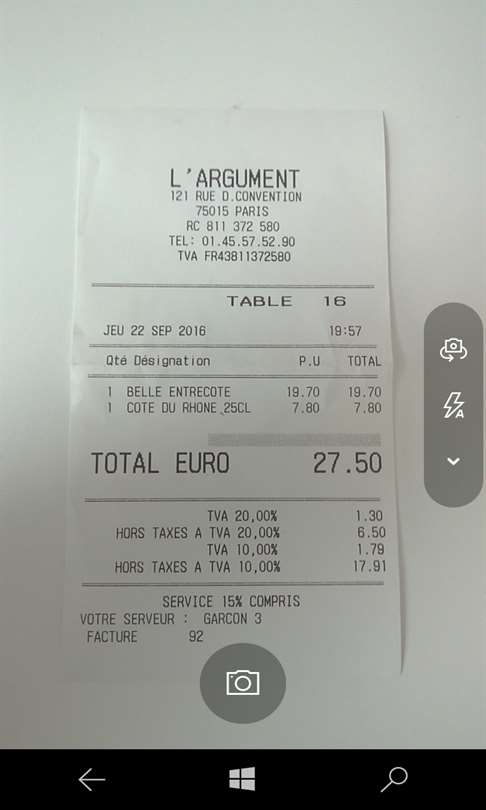 L'ARGUMENT
121 RUE D.CONVENTION
75015 PARIS
RC 811 372 580
TEL: 01.45.57.52.90
TVA FR43811372580
TABLE 16
JEU 22 SEP 2016 19:57
Qté Désignation P.U TOTAL
1 BELLE ENTRECOTE 19.70 19.70
1 COTE DU RHONE 25CL 7.80 7.80
TOTAL EURO 27.50
TVA 20,00% 1.30
HORS TAXES A TVA 20,00% 6.50
TVA 10,00% 1.79
HORS TAXES A TVA 10,00% 17.91
SERVICE 15% COMPRIS
VOTRE SERVEUR : GARCON 3
FACTURE 92
A